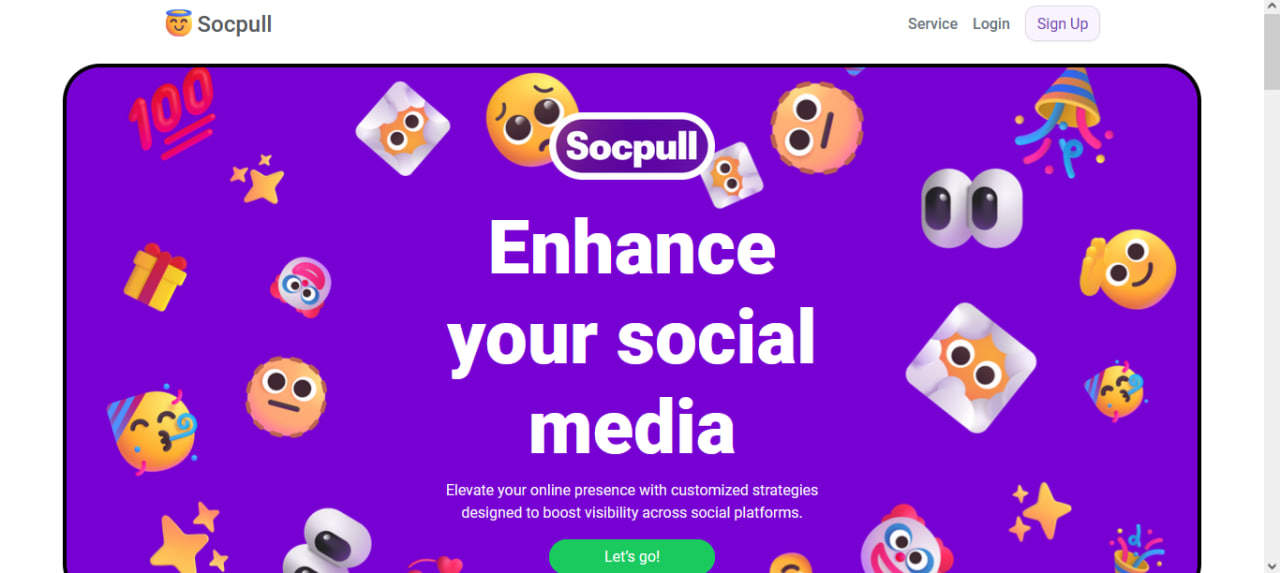 Socpull
Service
Login
Sign Up
100
Socpull
Enhance
your social
media
Elevate your online presence with customized strategies
designed to boost visibility across social platforms.
Let's go!